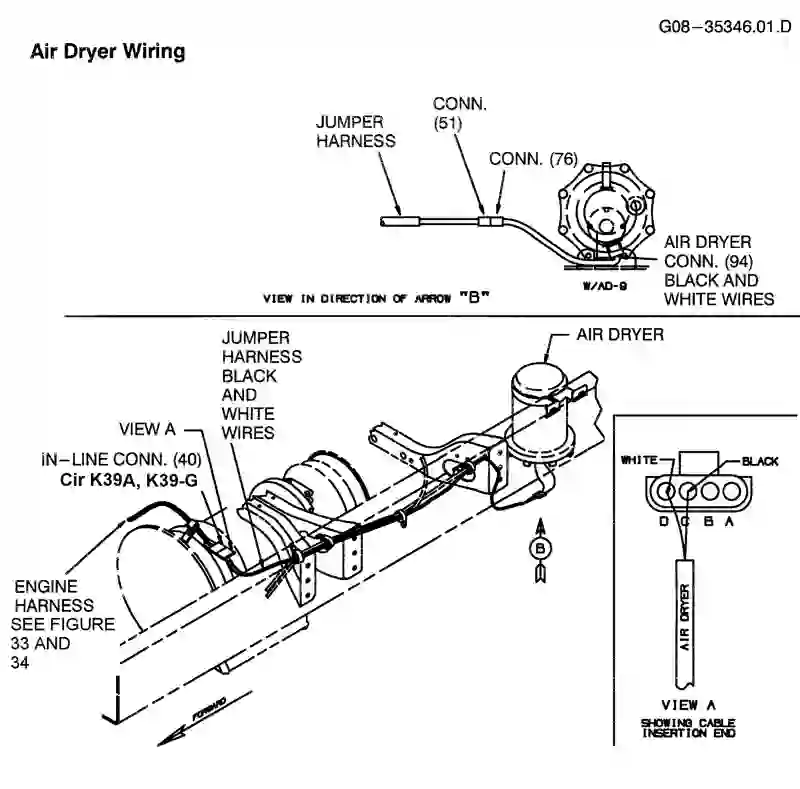 G08-35346.01.D
Air Dryer Wiring
CONN.
(51)
JUMPER
HARNESS
CONN. (76)
AIR DRYER
CONN. (94)
BLACK AND
WHITE WIRES
W/AD-9
VIEW IN DIRECTION OF ARROW "B"
JUMPER
HARNESS
BLACK
AND
WHITE
WIRES
AIR DRYER
VIEW A
iN-LINE CONN. (40)
Cir K39A, K39-G
WHITE
BLACK
D C B A
B
ENGINE
HARNESS
SEE FIGURE
33 AND
34
AIR DRYER
FORWARD
VIEW A
SHOWING CABLE
INSERTION END